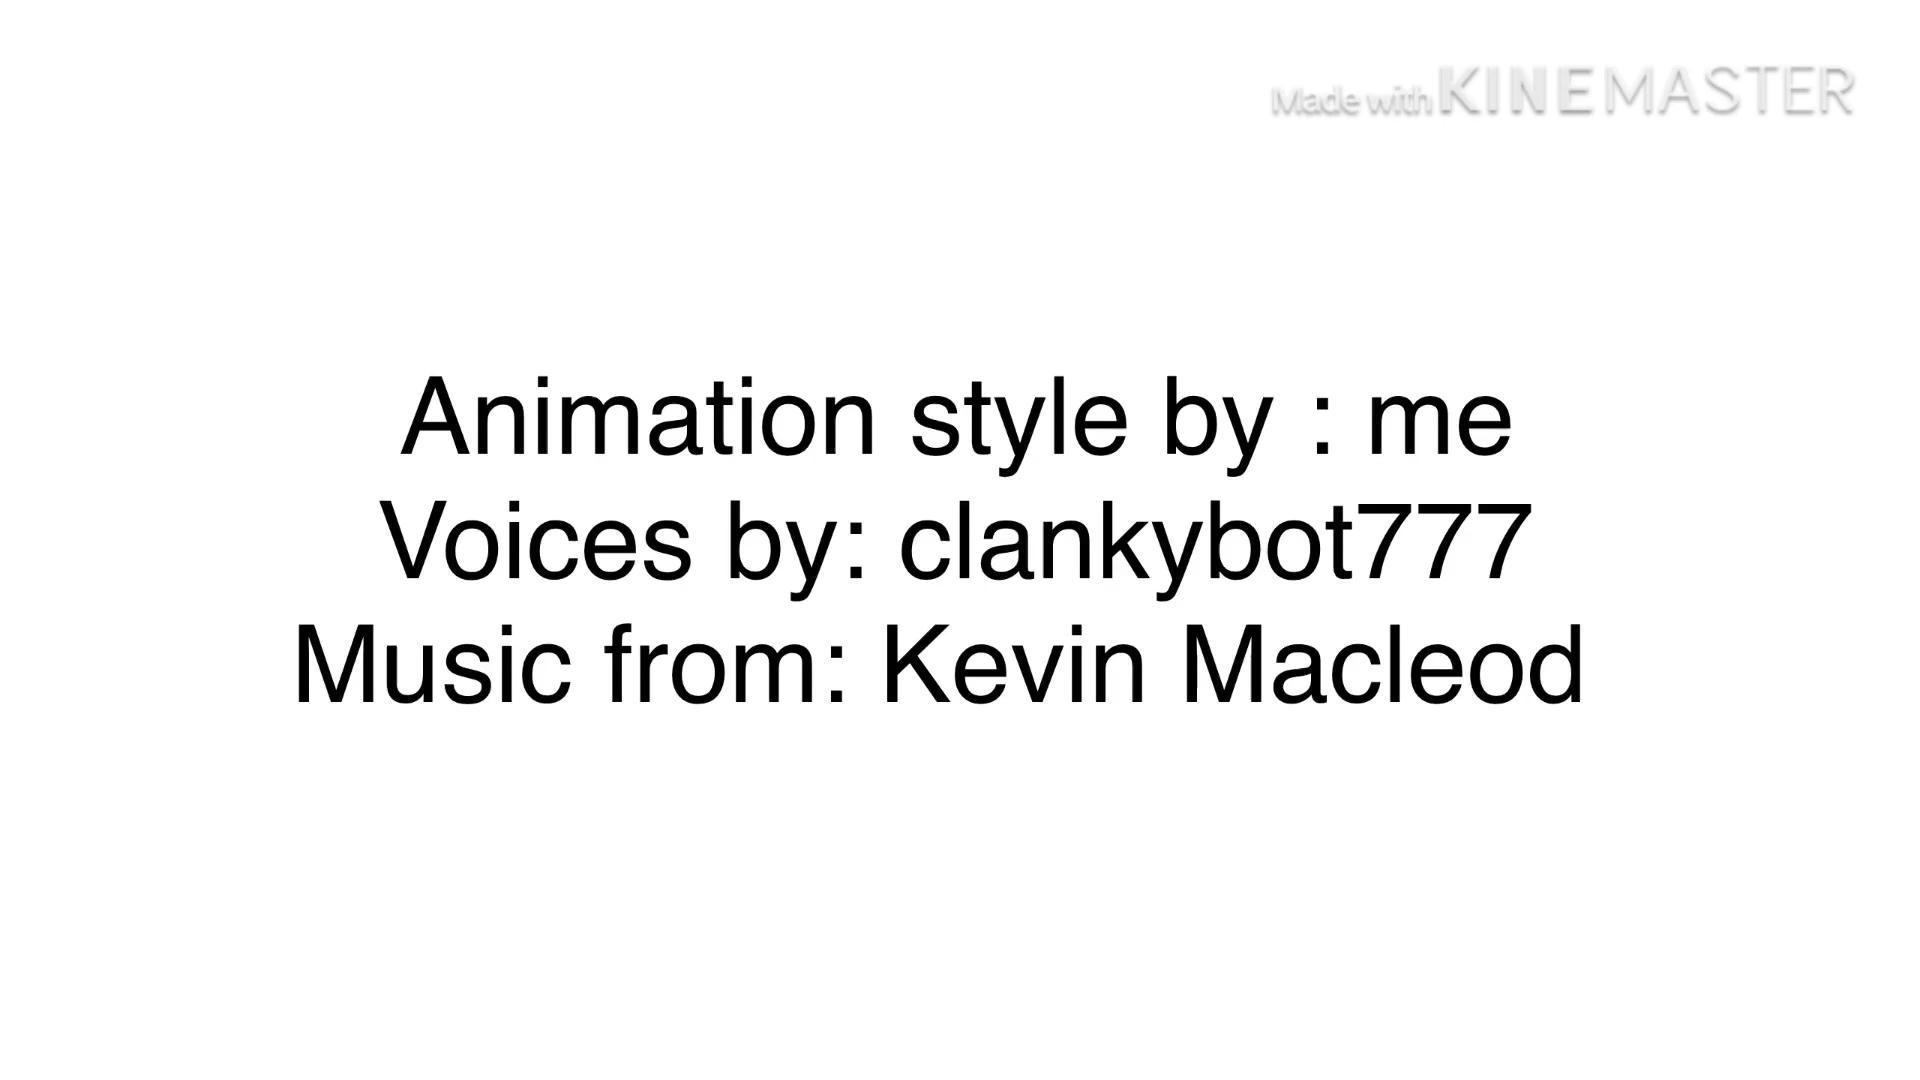 Made with KINEMASTER
Animation style by : me
Voices by: clankybot777
Music from: Kevin Macleod